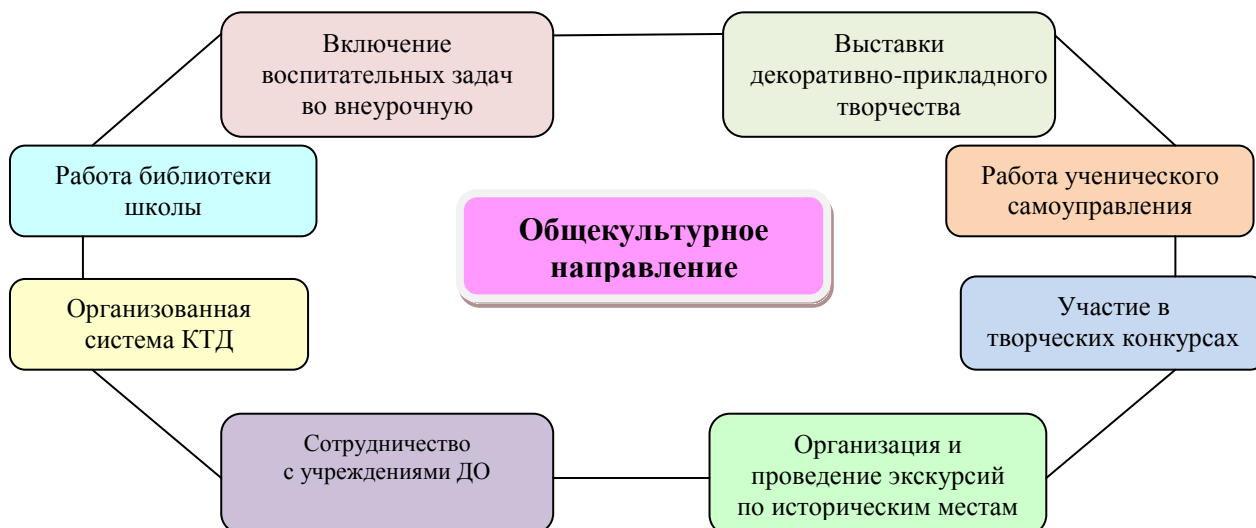 Включение
воспитательных задач
во внеурочную
Выставки
декоративно-прикладного
творчества
Работа библиотеки
школы
Работа ученического
самоуправления
Общекультурное
направление
Организованная
система КТД
Участие в
творческих конкурсах
Сотрудничество
с учреждениями ДО
Организация и
проведение экскурсий
по историческим местам